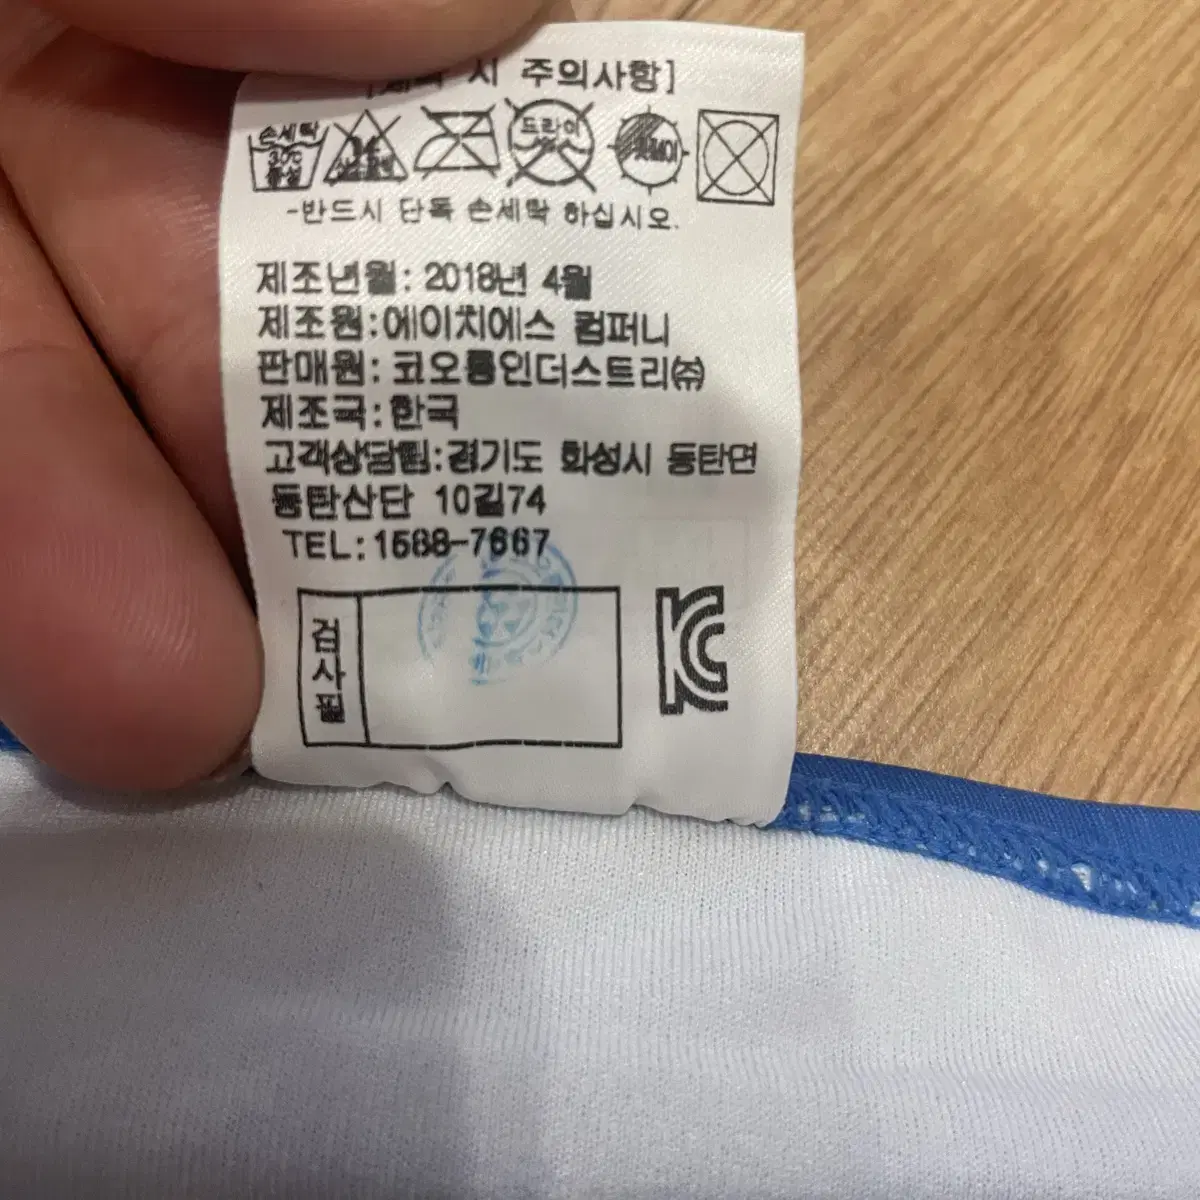 시 주의사항]
손세탁
30℃
중성
드라이
-반드시 단독 손세탁 하십시오.
제조년월: 2018년 4월
제조원:에이치에스 컴퍼니
판매원: 코오롱인더스트리㈜
제조국:한국
고객상담팀:경기도 화성시 동탄면
동탄산단 10길74
TEL:1588-7667
검사필
KC